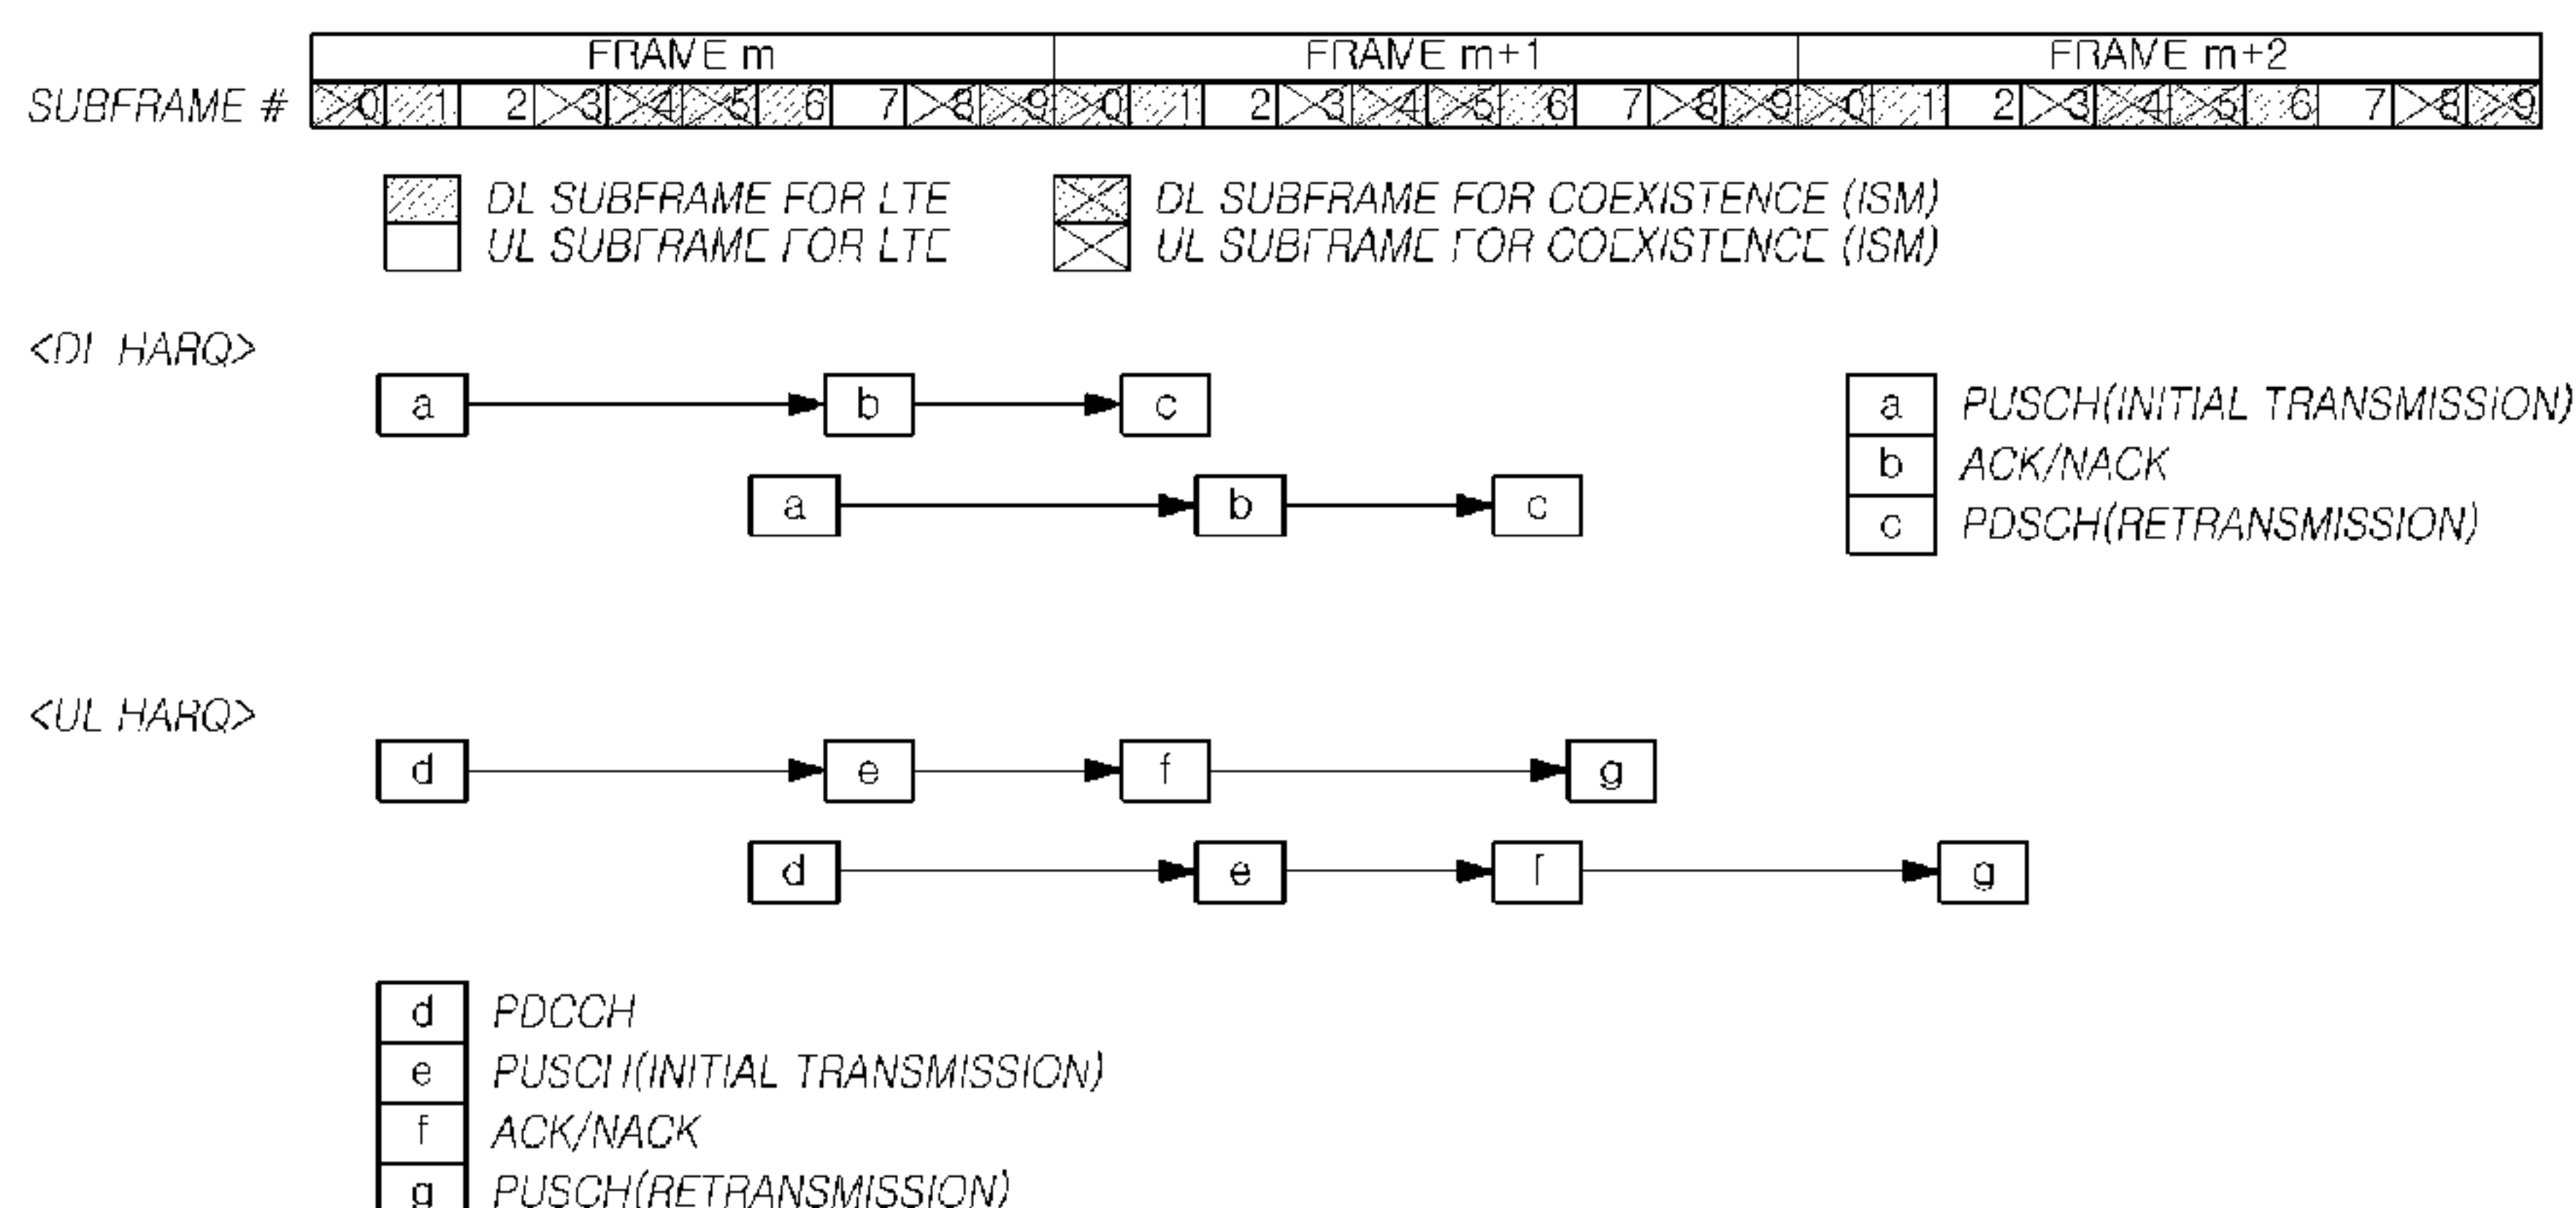 FRAME m FRAME m+1 FRAME m+2
SUBFRAME # 0 1 2 3 4 5 6 7 8 9 0 1 2 3 4 5 6 7 8 9 0 1 2 3 4 5 6 7 8 9
DL SUBFRAME FOR LTE
UL SUBFRAME FOR LTE
DL SUBFRAME FOR COEXISTENCE (ISM)
UL SUBFRAME FOR COEXISTENCE (ISM)
<DL HARQ>
a b c
a b c
a PUSCH(INITIAL TRANSMISSION)
b ACK/NACK
c PDSCH(RETRANSMISSION)
<UL HARQ>
d e f g
d e f g
d PDCCH
e PUSCH(INITIAL TRANSMISSION)
f ACK/NACK
g PUSCH(RETRANSMISSION)